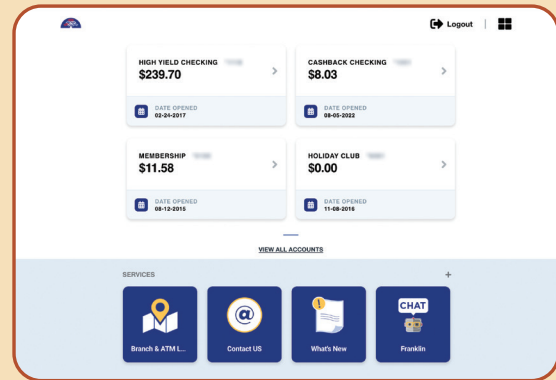 Logout
HIGH YIELD CHECKING
$239.70
DATE OPENED
02-24-2017
CASHBACK CHECKING
$8.03
DATE OPENED
08-05-2022
MEMBERSHIP
$11.58
DATE OPENED
08-12-2015
HOLIDAY CLUB
$0.00
DATE OPENED
11-08-2016
VIEW ALL ACCOUNTS
SERVICES
Branch & ATM L...
Contact US
What's New
CHAT
Franklin